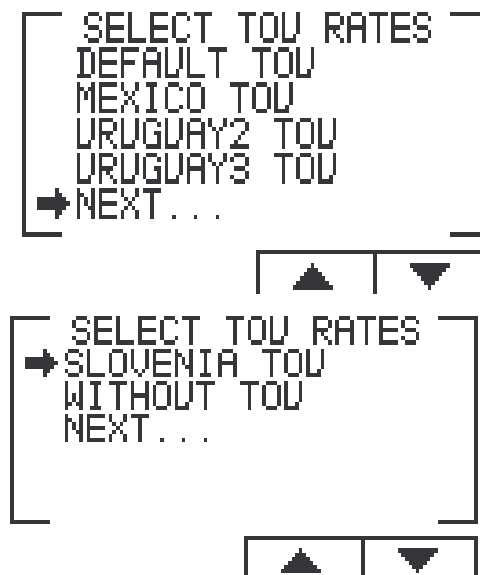 SELECT TOU RATES
DEFAULT TOU
MEXICO TOU
URUGUAY2 TOU
URUGUAY3 TOU
NEXT...
SELECT TOU RATES
SLOVENIA TOU
WITHOUT TOU
NEXT...